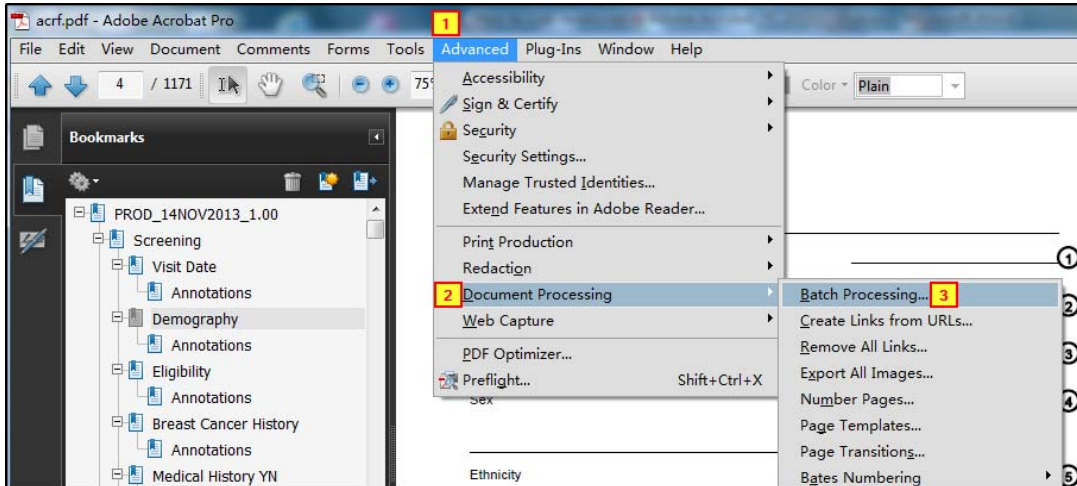 acrf.pdf - Adobe Acrobat Pro
1
File Edit View Document Comments Forms Tools Advanced Plug-Ins Window Help
4 / 1171 75
Color Plain
Bookmarks
PROD_14NOV2013_1.00
Screening
Visit Date
Annotations
Demography
Annotations
Eligibility
Annotations
Breast Cancer History
Annotations
Medical History YN
Accessibility
Sign & Certify
Security
Security Settings...
Manage Trusted Identities...
Extend Features in Adobe Reader...
Print Production
Redaction
2 Document Processing
Web Capture
PDF Optimizer...
Preflight... Shift+Ctrl+X
Batch Processing... 3
Create Links from URLs...
Remove All Links...
Export All Images...
Number Pages...
Page Templates...
Page Transitions...
Bates Numbering
Sex
Ethnicity
1
2
3
4
5